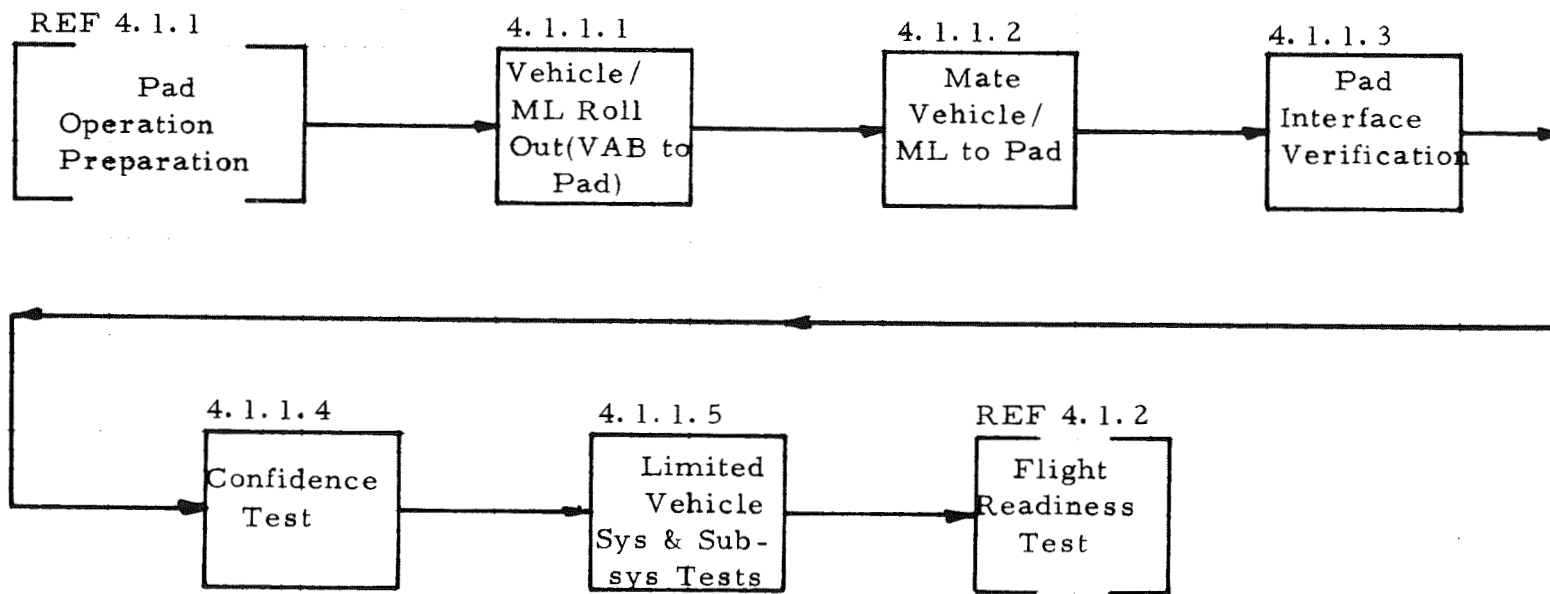 REF 4. 1. 1
Pad
Operation
Preparation
4. 1. 1. 1
Vehicle/
ML Roll
Out(VAB to
Pad)
4. 1. 1. 2
Mate
Vehicle/
ML to Pad
4. 1. 1. 3
Pad
Interface
Verification
4. 1. 1. 4
Confidence
Test
4. 1. 1. 5
Limited
Vehicle
Sys & Sub-
sys Tests
REF 4. 1. 2
Flight
Readiness
Test